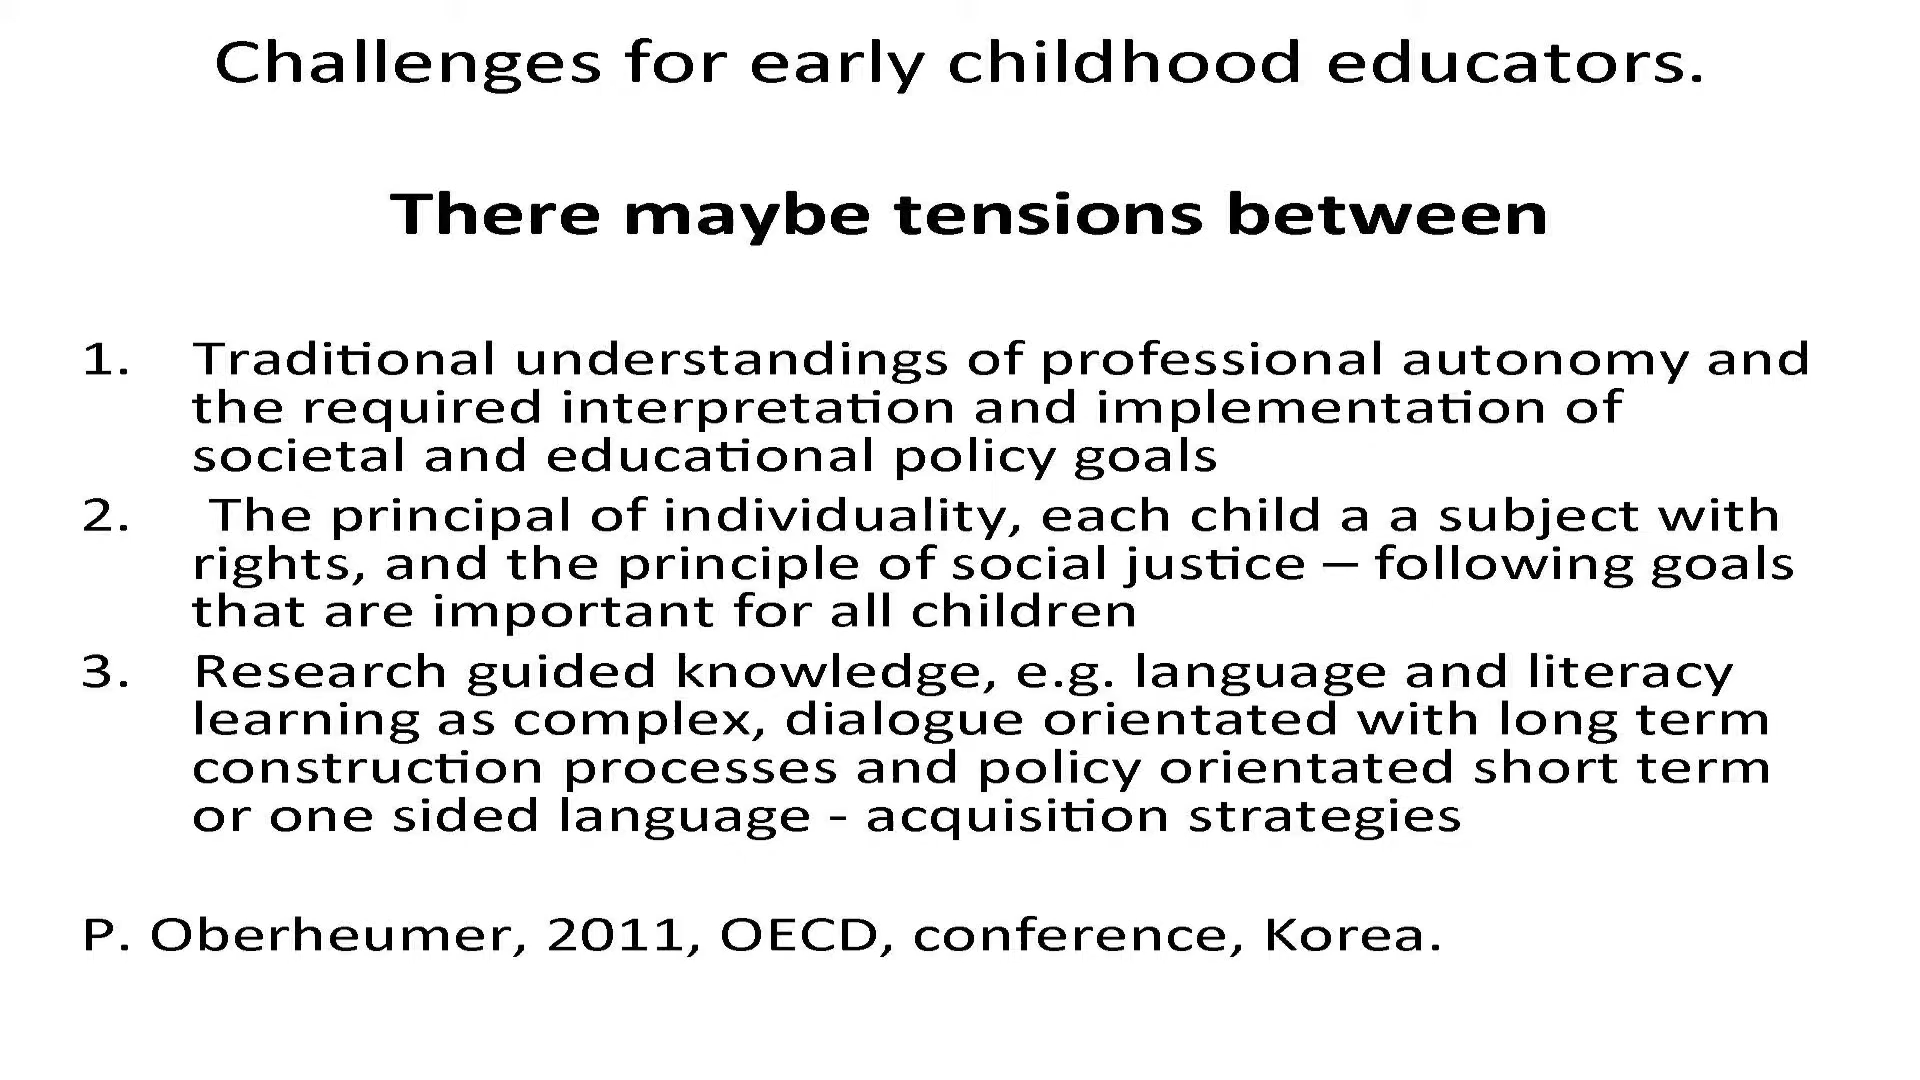 Challenges for early childhood educators.
There maybe tensions between
1. Traditional understandings of professional autonomy and
the required interpretation and implementation of
societal and educational policy goals
2. The principal of individuality, each child a a subject with
rights, and the principle of social justice – following goals
that are important for all children
3. Research guided knowledge, e.g. language and literacy
learning as complex, dialogue orientated with long term
construction processes and policy orientated short term
or one sided language - acquisition strategies
P. Oberheumer, 2011, OECD, conference, Korea.